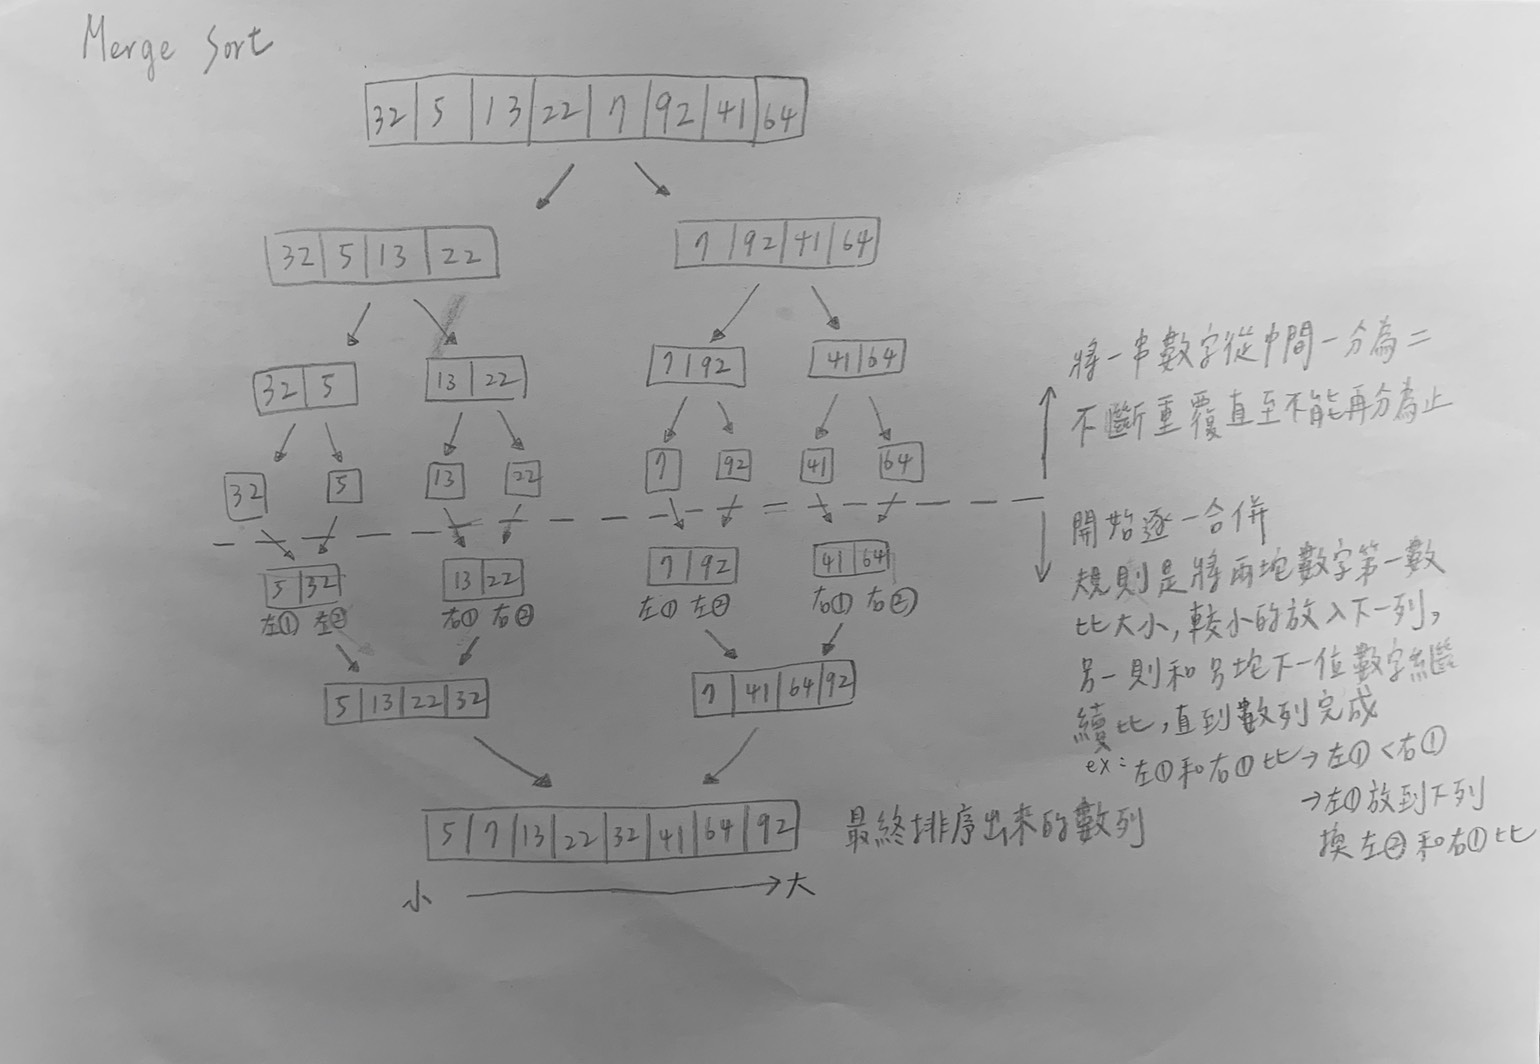 Merge Sort
32 5 13 22 7 92 41 64
32 5 13 22 7 92 41 64
32 5 13 22 7 92 41 64
32 5 13 22 7 92 41 64
5 32 13 22 7 92 41 64
左① 左② 右① 右② 左① 左② 右① 右②
5 13 22 32 7 41 64 92
5 7 13 22 32 41 64 92 最終排序出來的數列
小 大
將一串數字從中間一分為二
不斷重覆直至不能再分為止
開始逐一合併
規則是將兩坨數字第一數
比大小,較小的放入下一列,
另一則和另坨下一位數字繼
續比,直到數列完成
ex:左①和右①比→左①<右①
→左①放到下列
換左②和右①比